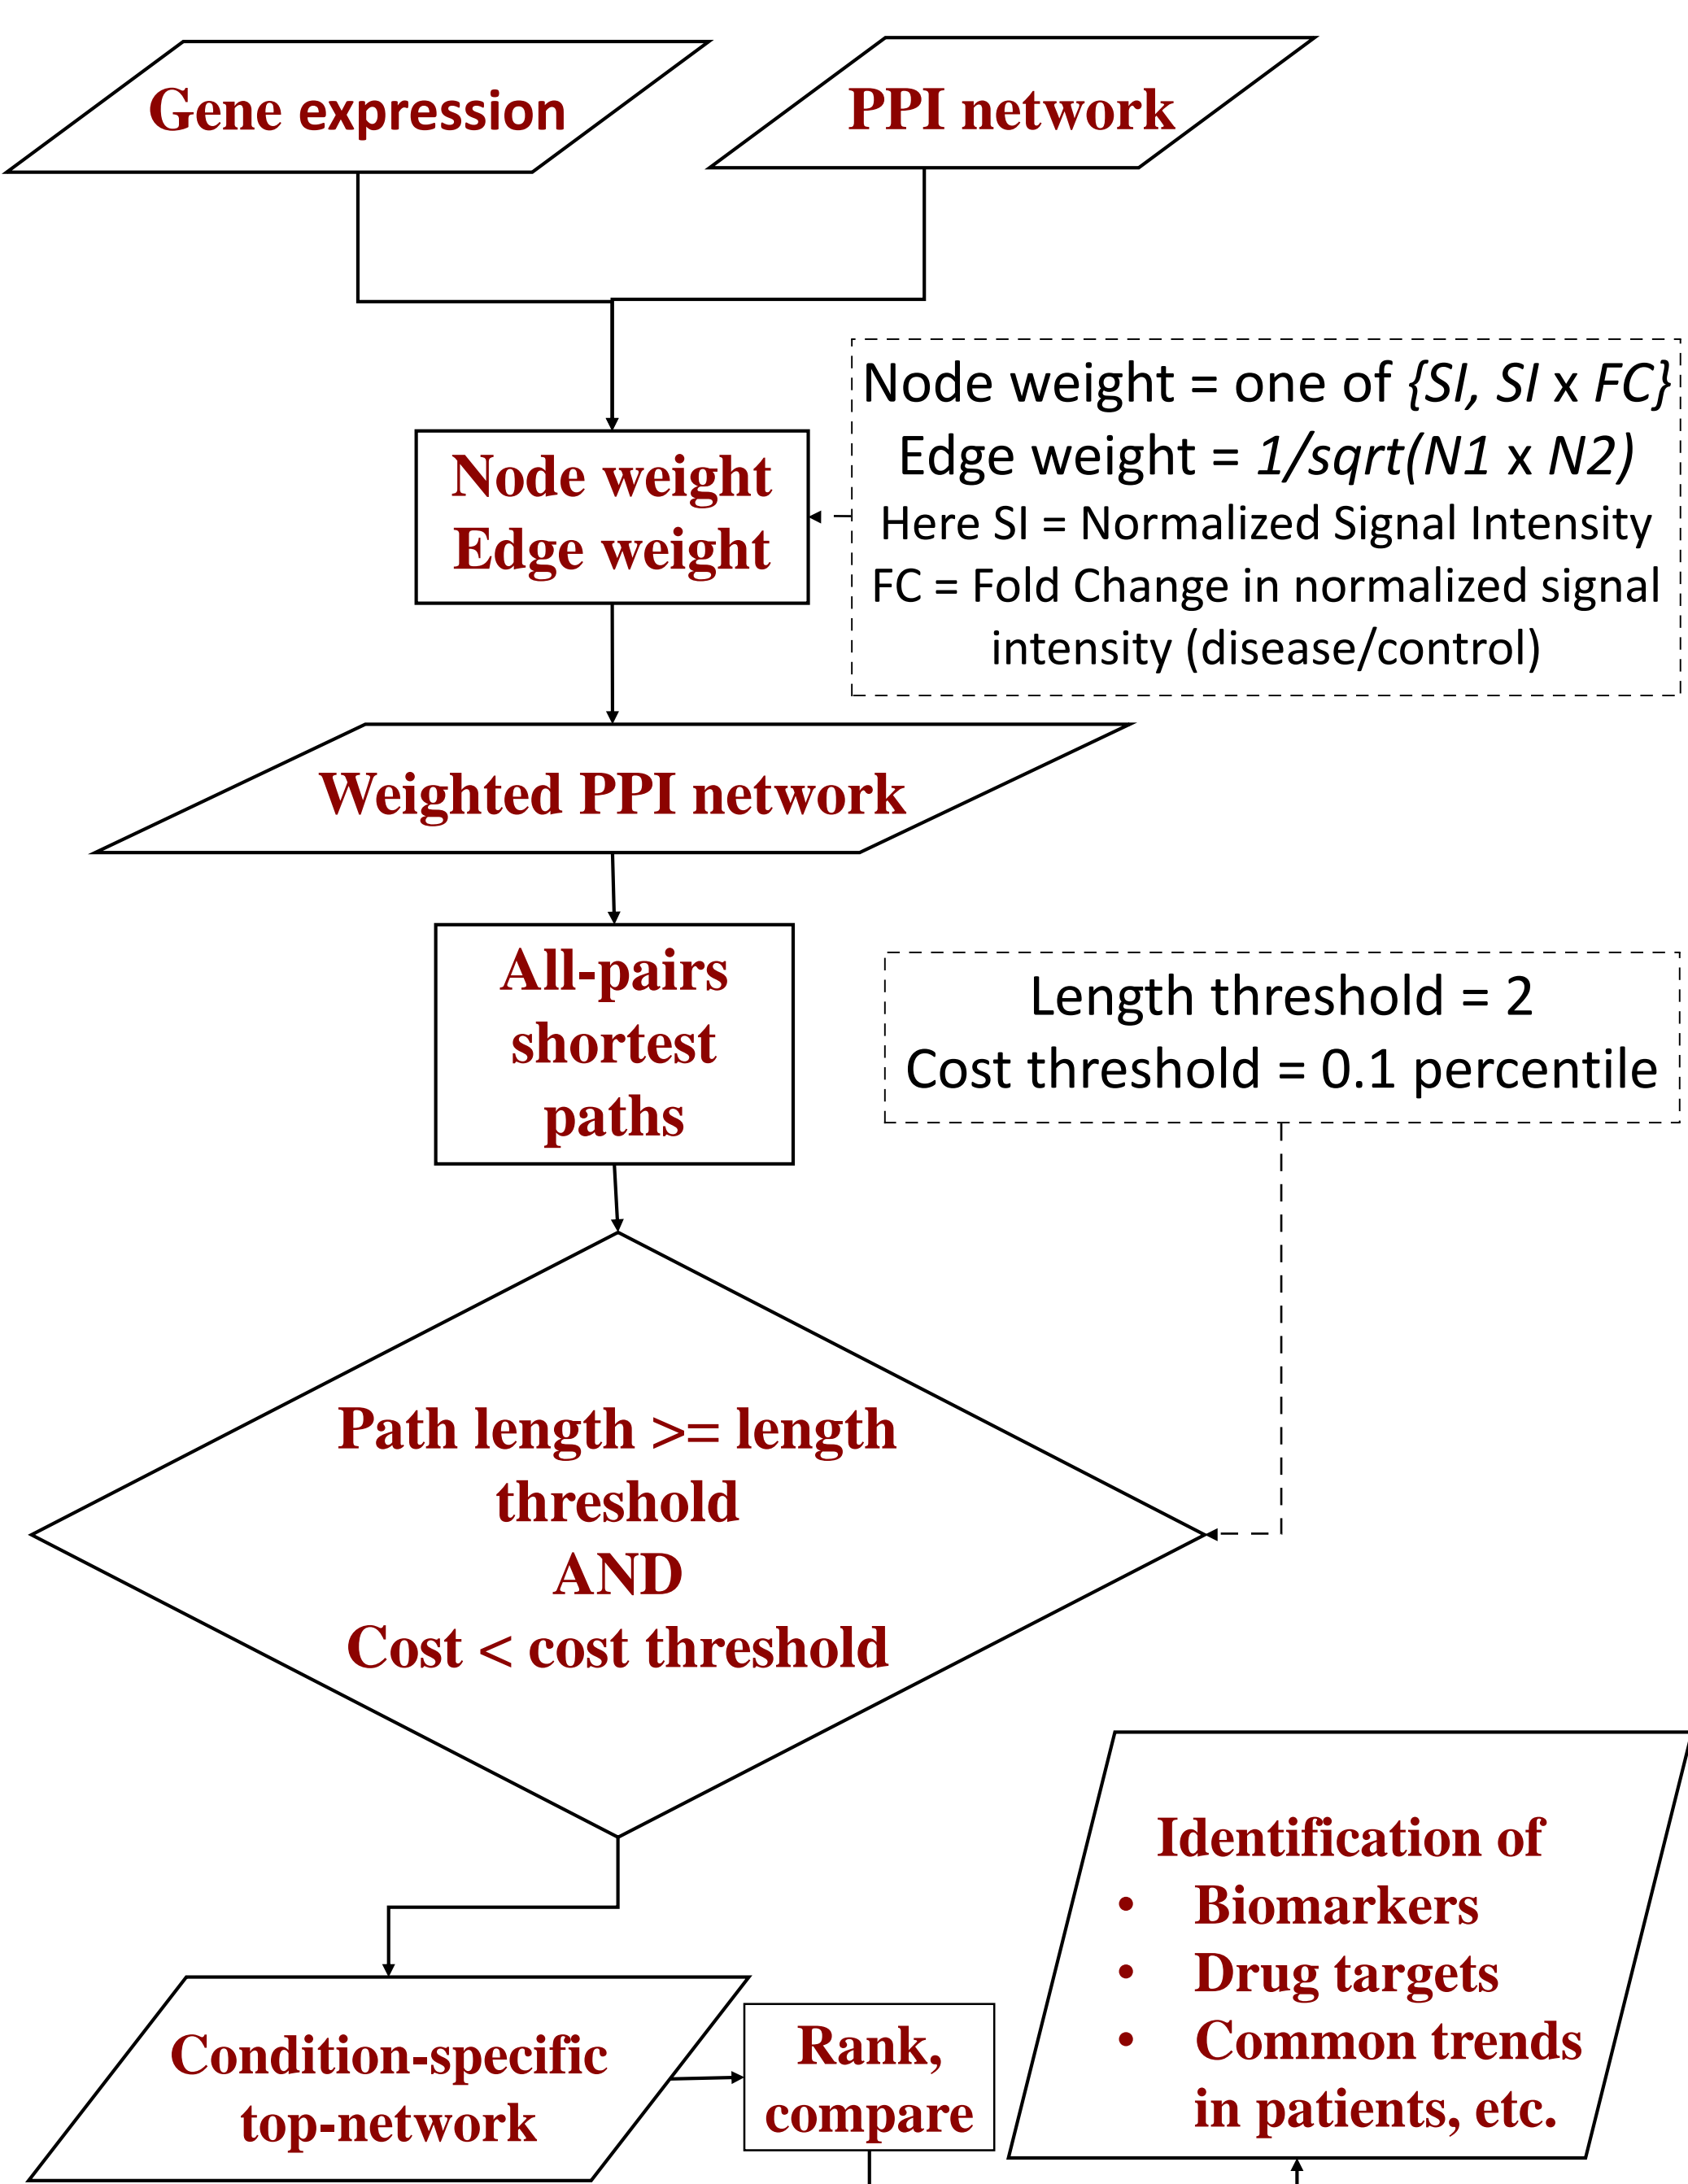 Gene expression
PPI network
Node weight = one of {SI, SI x FC}
Edge weight = 1/sqrt(N1 x N2)
Here SI = Normalized Signal Intensity
FC = Fold Change in normalized signal
intensity (disease/control)
Node weight
Edge weight
Weighted PPI network
All-pairs
shortest
paths
Length threshold = 2
Cost threshold = 0.1 percentile
Path length >= length
threshold
AND
Cost < cost threshold
Condition-specific
top-network
Rank,
compare
Identification of
• Biomarkers
• Drug targets
• Common trends
in patients, etc.